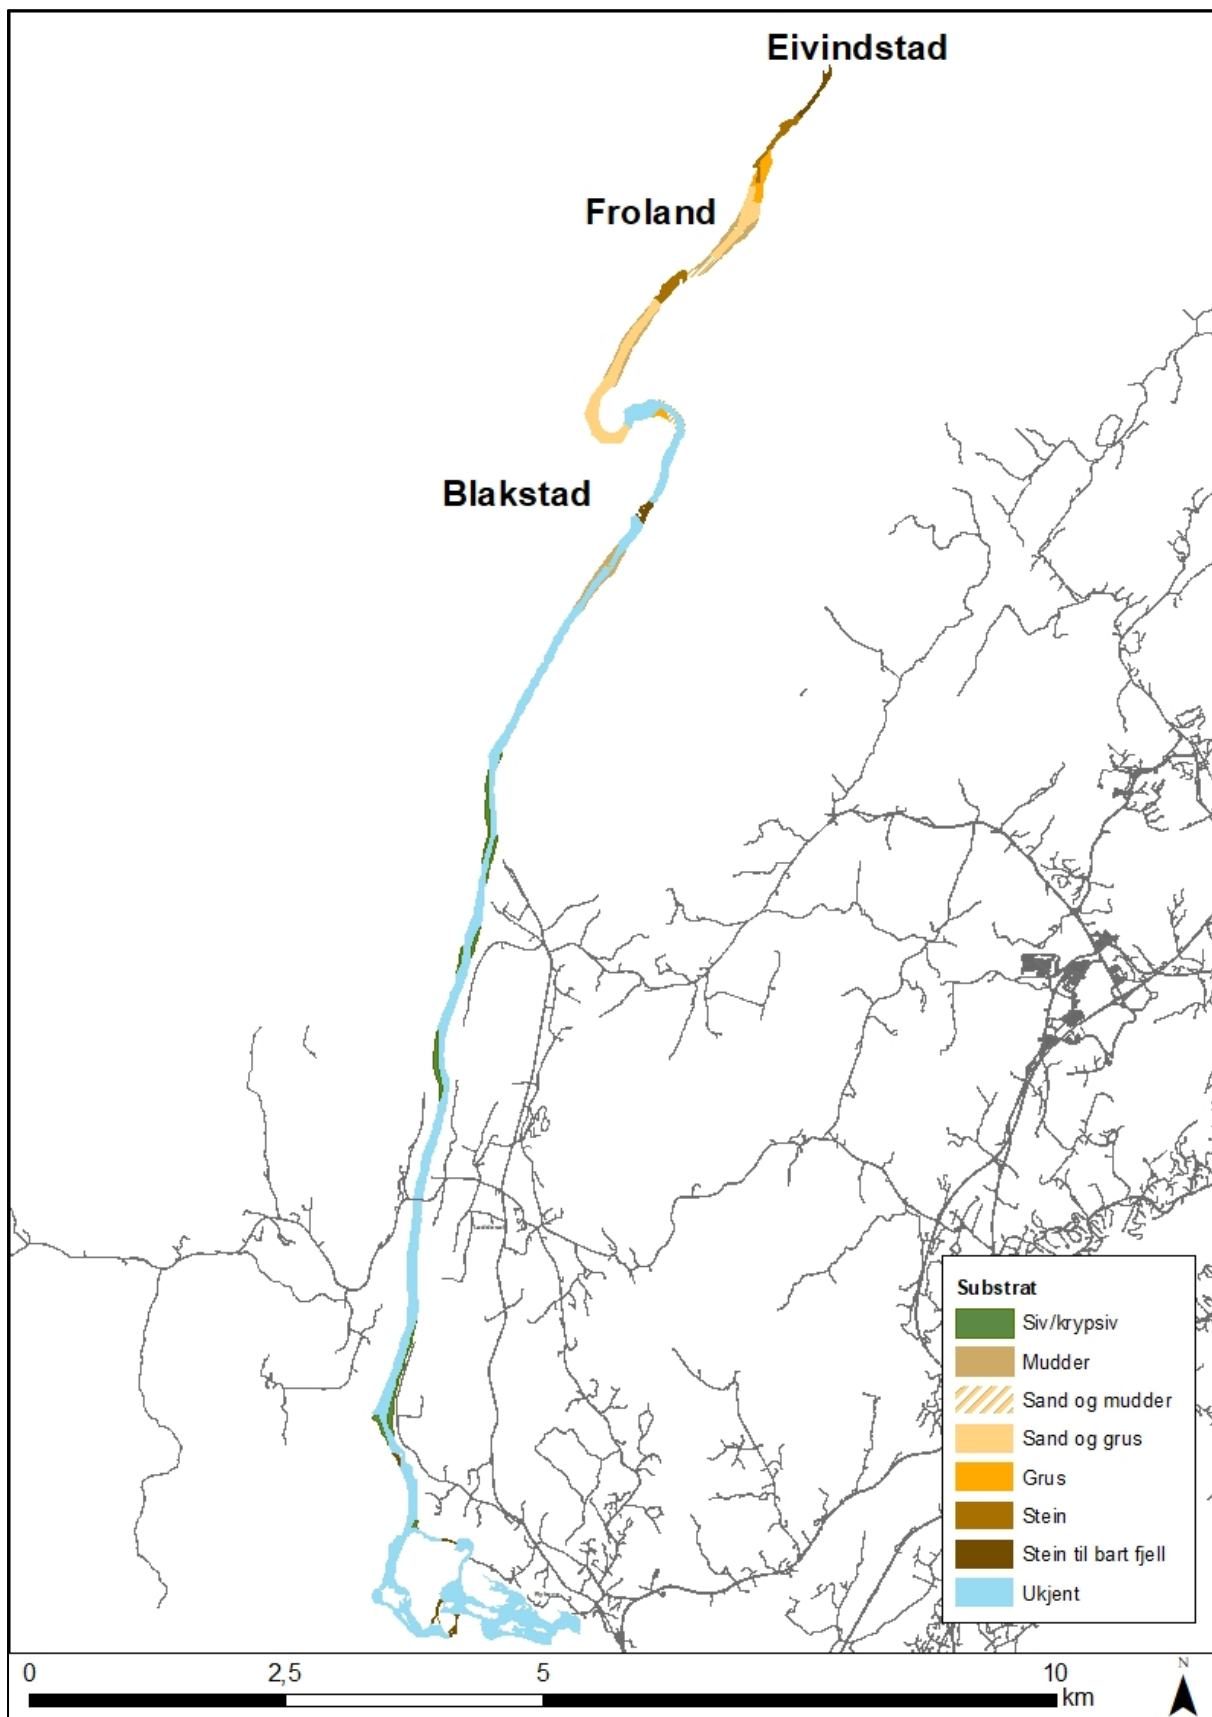 Eivindstad
Froland
Blakstad
Substrat
Siv/krypsiv
Mudder
Sand og mudder
Sand og grus
Grus
Stein
Stein til bart fjell
Ukjent
0 2,5 5 10
km
N